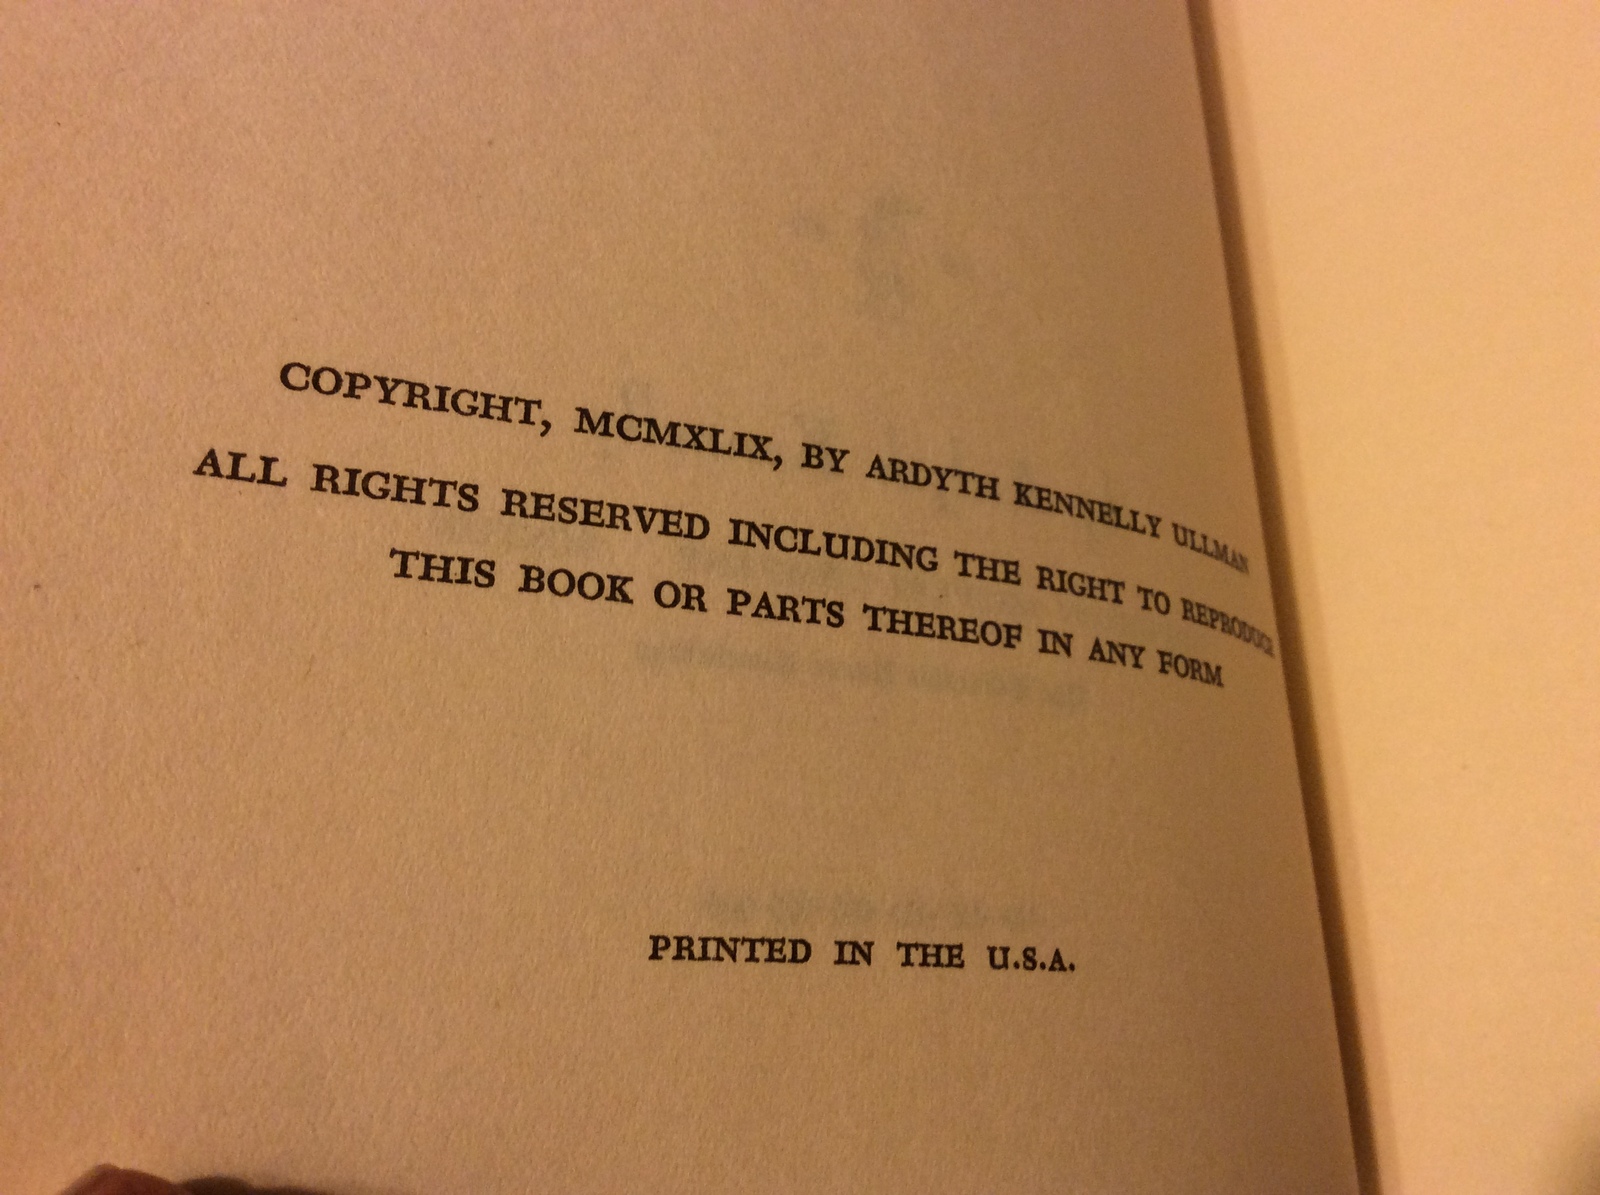 COPYRIGHT, MCMXLIX, BY ARDYTH KENNELLY ULLMAN
ALL RIGHTS RESERVED INCLUDING THE RIGHT TO REPRODUCE
THIS BOOK OR PARTS THEREOF IN ANY FORM
PRINTED IN THE U.S.A.